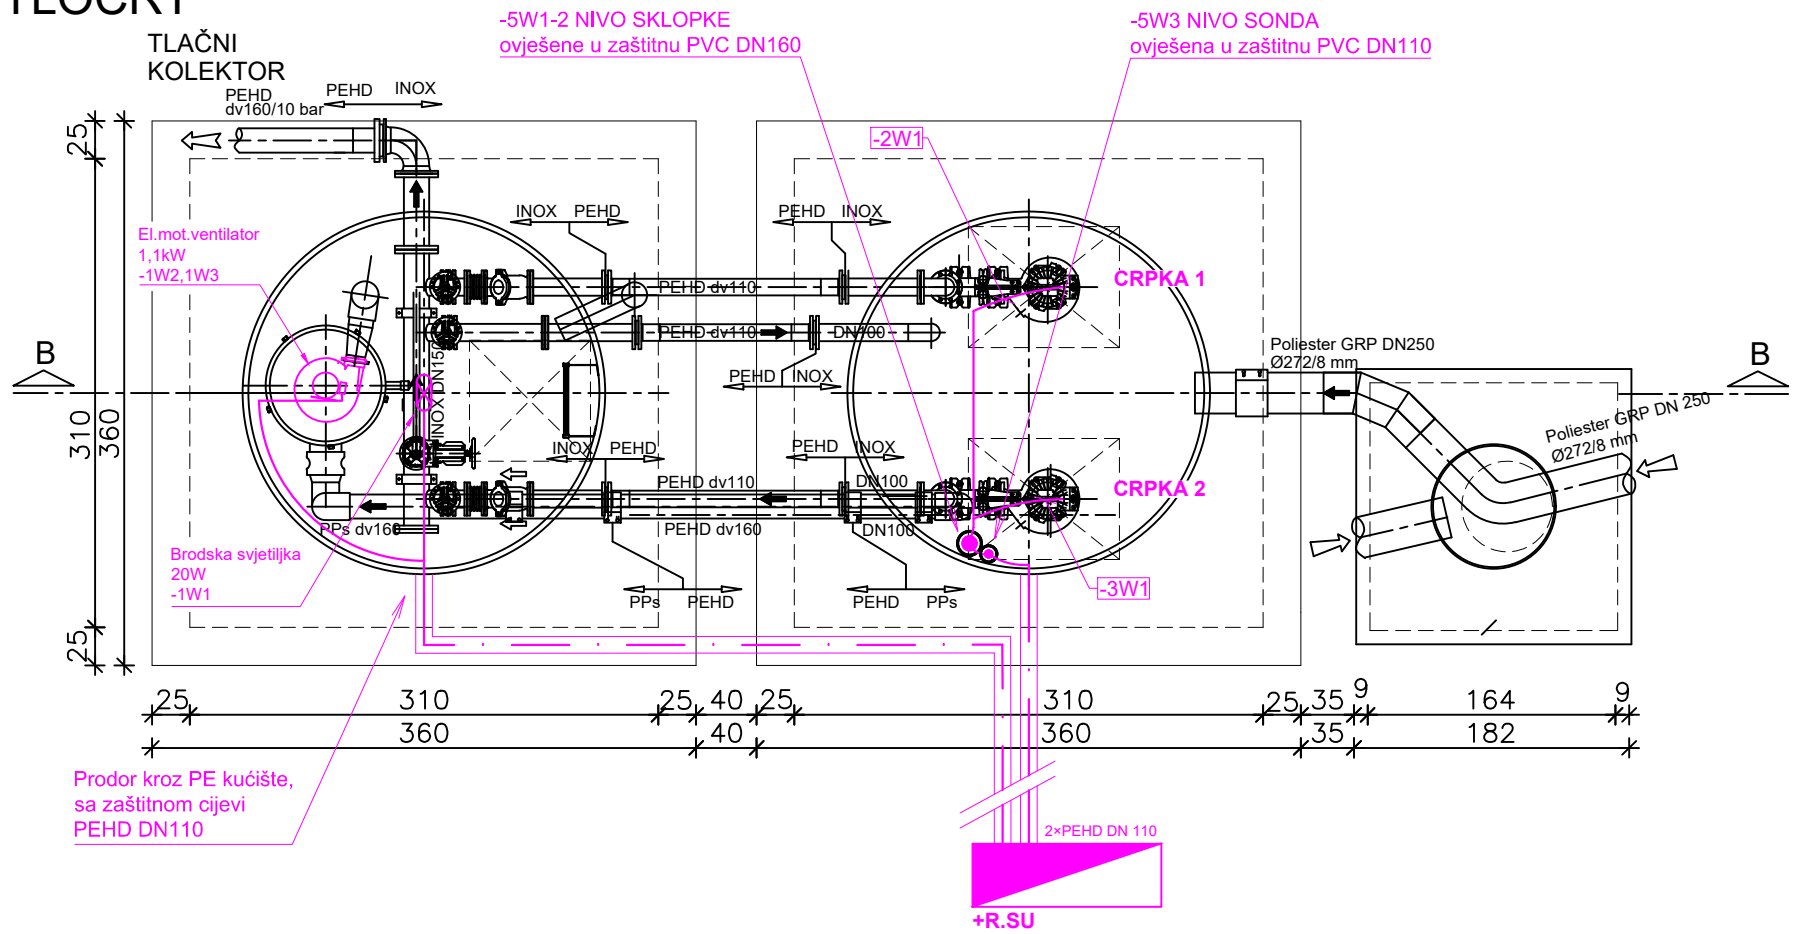 TLOCRT
TLAČNI
KOLEKTOR
-5W1-2 NIVO SKLOPKE
ovješene u zaštitnu PVC DN160
-5W3 NIVO SONDA
ovješena u zaštitnu PVC DN110
PEHD
dv160/10 bar
PEHD INOX
-2W1
INOX PEHD
PEHD INOX
El.mot.ventilator
1,1kW
-1W2,1W3
PEHD dv110
CRPKA 1
PEHD dv110
DN100
INOX DN150
PEHD INOX
B
B
Poliester GRP DN250
Ø272/8 mm
Poliester GRP DN 250
Ø272/8 mm
INOX PEHD
PEHD INOX
PEHD dv110
DN100
CRPKA 2
PPs dv160
PEHD dv160
DN100
Brodska svjetiljka
20W
-1W1
PPs PEHD
PEHD PPs
-3W1
25
310
360
25
25 310 25 40 25 310 25 35 9 164 9
360 40 360 35 182
Prodor kroz PE kućište,
sa zaštitnom cijevi
PEHD DN110
2×PEHD DN 110
+R.SU